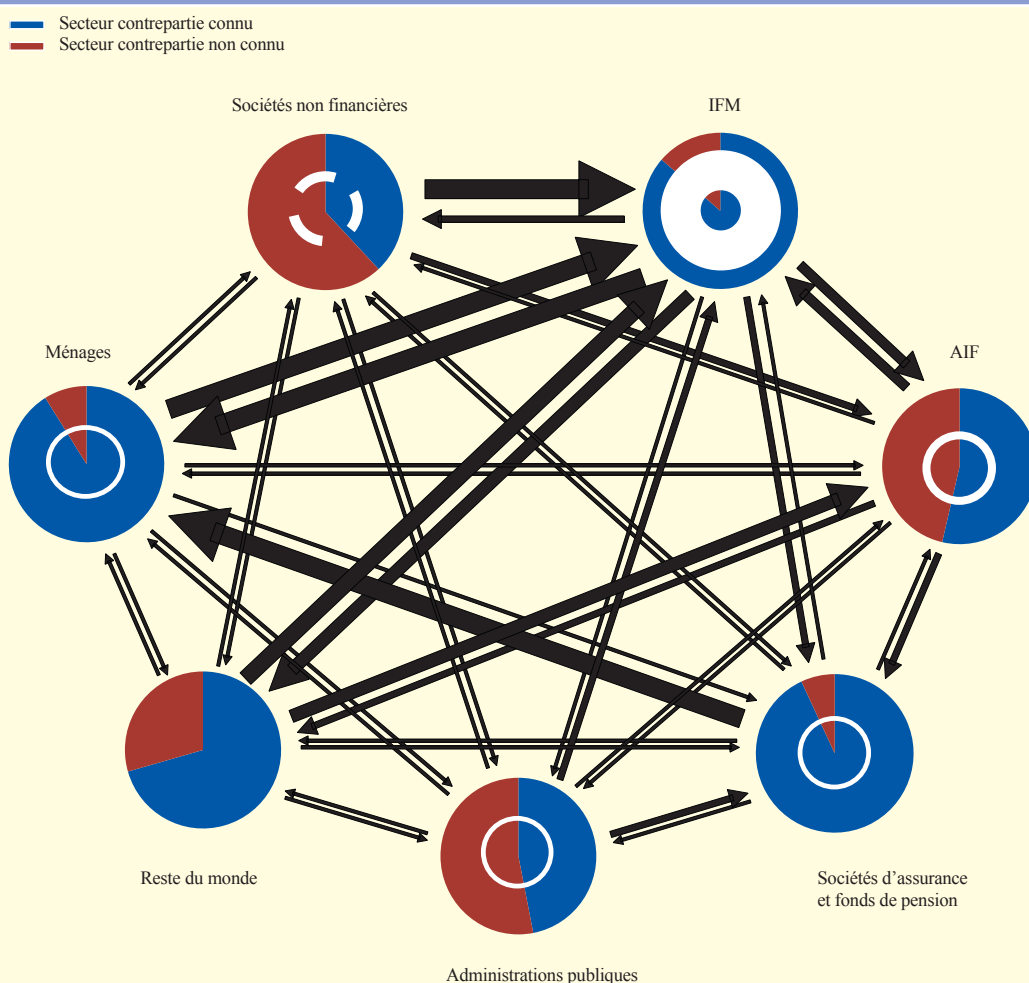 Secteur contrepartie connu
Secteur contrepartie non connu
Sociétés non financières
IFM
Ménages
AIF
Reste du monde
Sociétés d’assurance
et fonds de pension
Administrations publiques